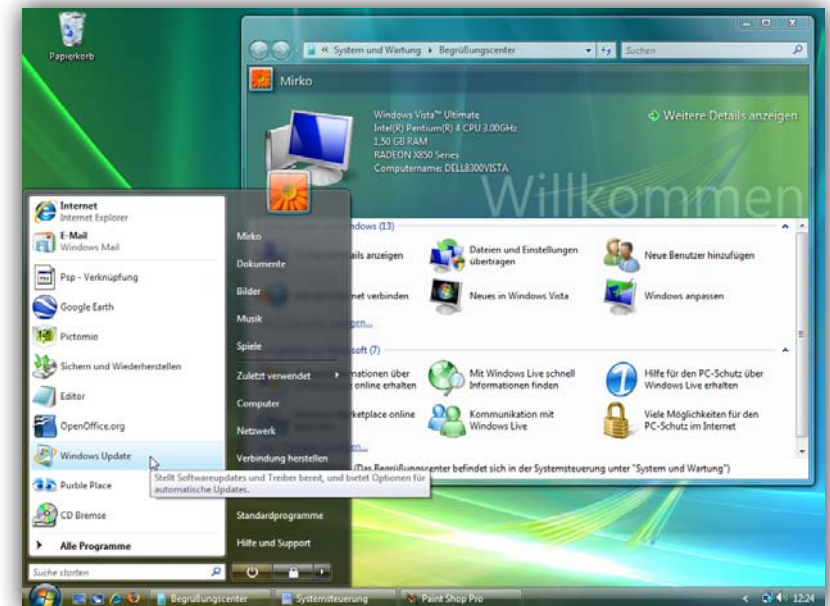 Papierkorb
System und Wartung
Begrüßungscenter
Suchen
Mirko
Windows Vista™ Ultimate
Intel(R) Pentium(R) 4 CPU 3.00GHz
1,50 GB RAM
RADEON X850 Series
Computername: DELL8300VISTA
Weitere Details anzeigen
Willkommen
(13)
anzeigen
Dateien und Einstellungen
übertragen
Neue Benutzer hinzufügen
verbinden
Neues in Windows Vista
Windows anpassen
(7)
über
online erhalten
Mit Windows Live schnell
Informationen finden
Hilfe für den PC-Schutz über
Windows Live erhalten
online
Kommunikation mit
Windows Live
Viele Möglichkeiten für den
PC-Schutz im Internet
(Das Begrüßungscenter befindet sich in der Systemsteuerung unter "System und Wartung")
Internet
Internet Explorer
E-Mail
Windows Mail
Psp - Verknüpfung
Google Earth
Pictomio
Sichern und Wiederherstellen
Editor
OpenOffice.org
Windows Update
Purble Place
CD Bremse
Alle Programme
Suche starten
Mirko
Dokumente
Bilder
Musik
Spiele
Zuletzt verwendet
Computer
Netzwerk
Verbindung herstellen
Stellt Softwareupdates und Treiber bereit, und bietet Optionen für
automatische Updates.
Standardprogramme
Hilfe und Support
Begrüßungscenter
Systemsteuerung
Paint Shop Pro
12:24